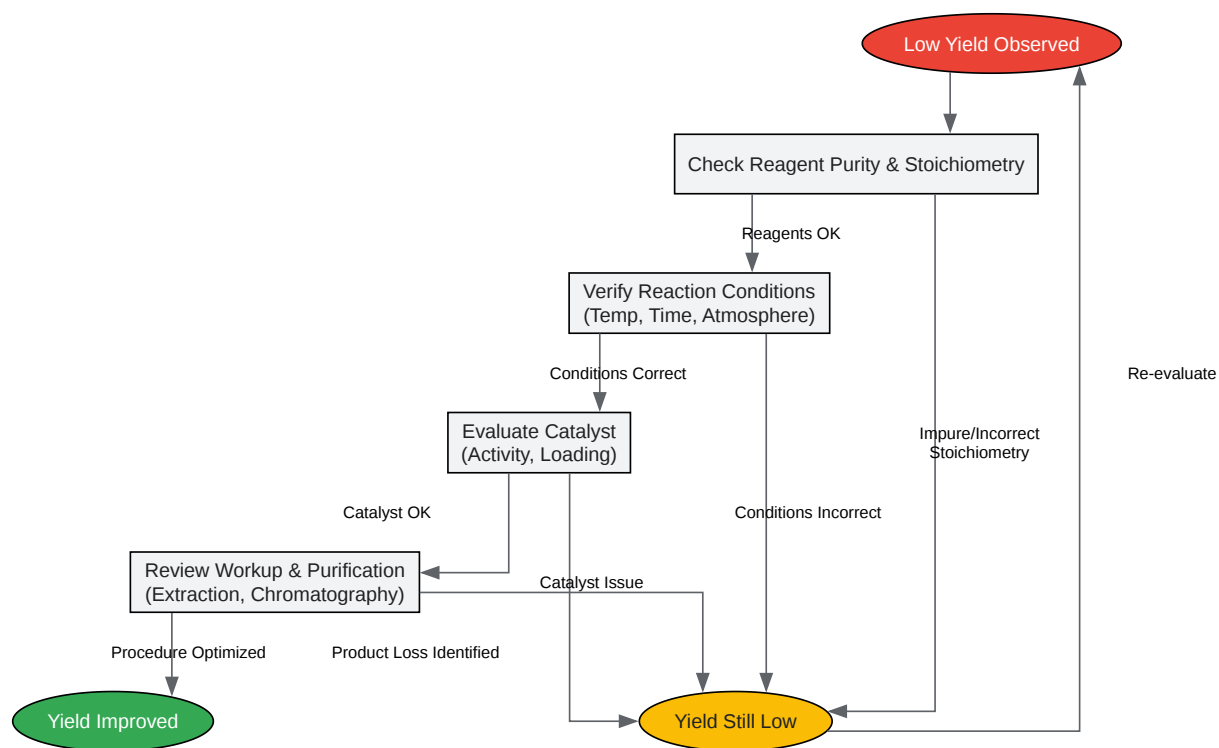 Low Yield Observed
Check Reagent Purity & Stoichiometry
Reagents OK
Verify Reaction Conditions
(Temp, Time, Atmosphere)
Conditions Correct
Re-evaluate
Evaluate Catalyst
(Activity, Loading)
Impure/Incorrect
Stoichiometry
Catalyst OK
Conditions Incorrect
Review Workup & Purification
(Extraction, Chromatography)
Catalyst Issue
Procedure Optimized
Product Loss Identified
Yield Improved
Yield Still Low